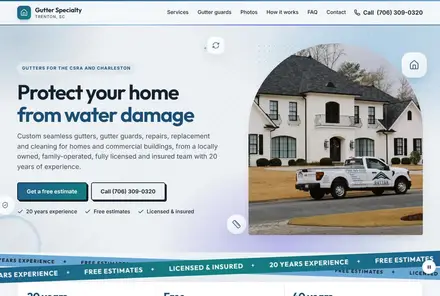 Gutter Specialty
TRENTON, SC
Services Gutter guards Photos How it works FAQ Contact Call (706) 309-0320
GUTTERS FOR THE CSRA AND CHARLESTON
Protect your home
from water damage
Custom seamless gutters, gutter guards, repairs, replacement
and cleaning for homes and commercial buildings, from a locally
owned, family-operated, fully licensed and insured team with 20
years of experience.
Get a free estimate Call (706) 309-0320
20 years experience Free estimates Licensed & insured
YEARS EXPERIENCE FREE ESTIMATES
ARS EXPERIENCE FREE ESTIMATES LICENSED & INSURED 20 YEARS EXPERIENCE FREE ESTIMATES